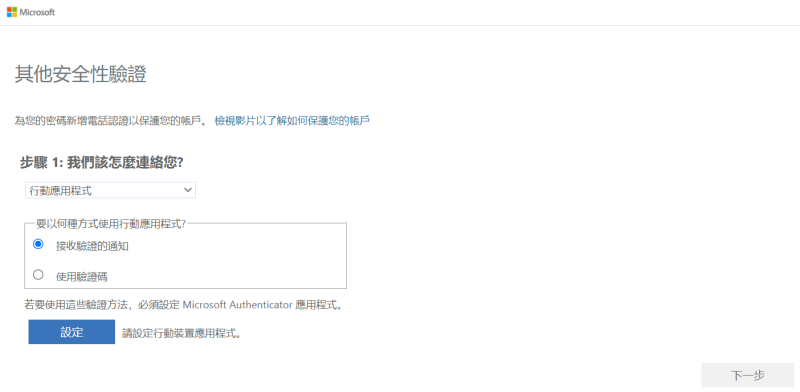 Microsoft
其他安全性驗證
為您的密碼新增電話認證以保護您的帳戶。 檢視影片以了解如何保護您的帳戶
步驟 1: 我們該怎麼連絡您?
行動應用程式
要以何種方式使用行動應用程式?
接收驗證的通知
使用驗證碼
若要使用這些驗證方法，必須設定 Microsoft Authenticator 應用程式。
設定 請設定行動裝置應用程式。
下一步